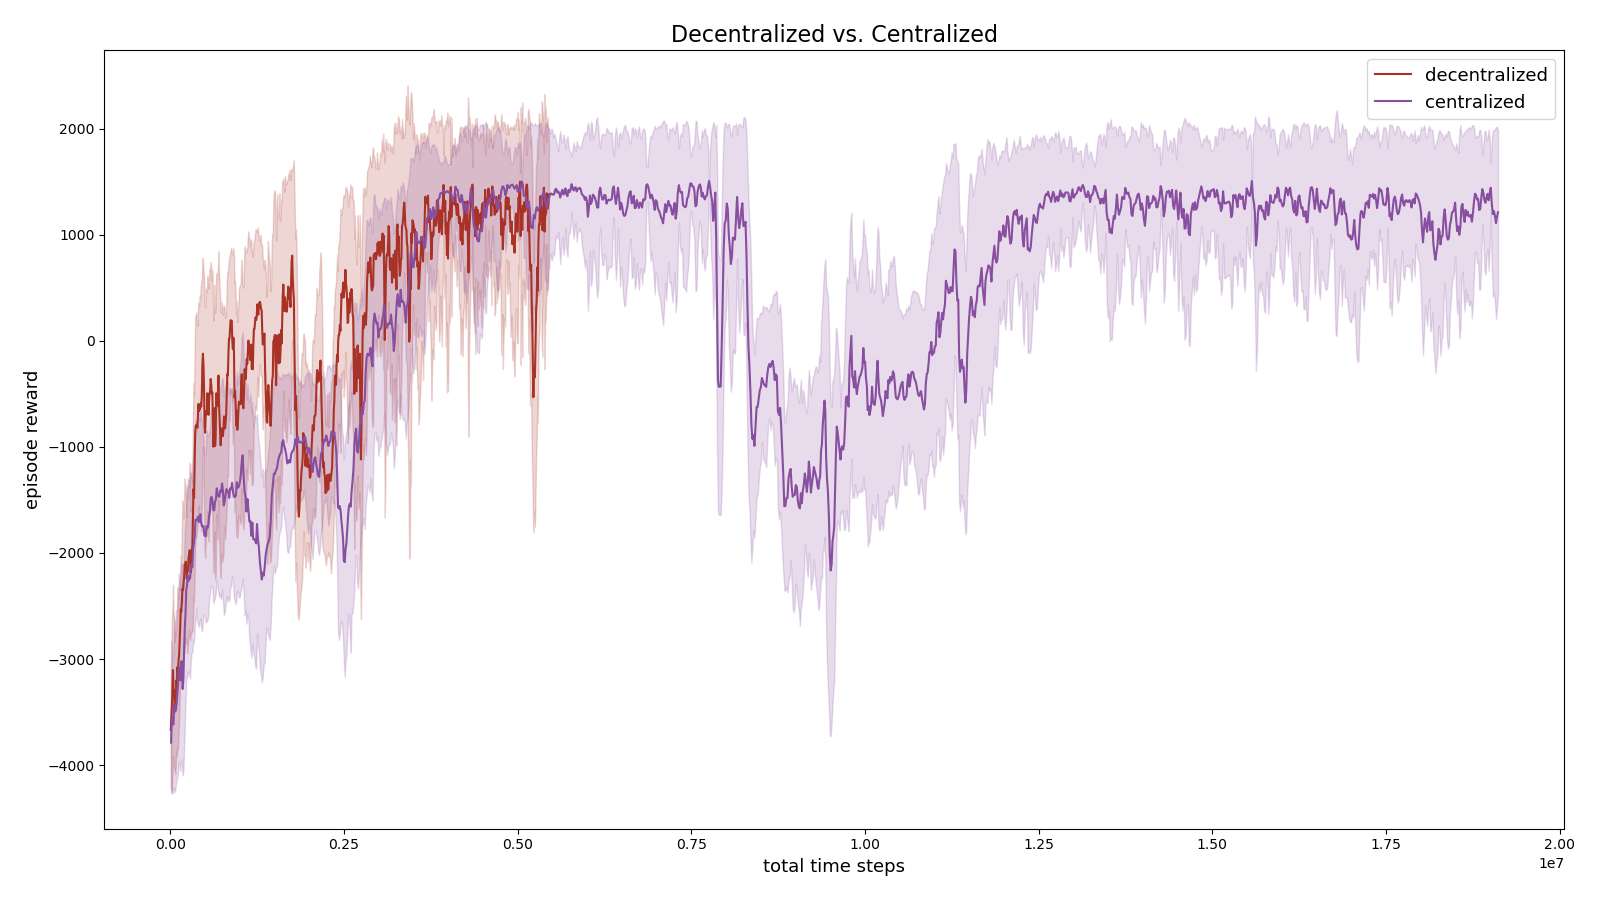 Decentralized vs. Centralized
decentralized
centralized
episode reward
2000
1000
0
−1000
−2000
−3000
−4000
0.00 0.25 0.50 0.75 1.00 1.25 1.50 1.75 2.00
1e7
total time steps